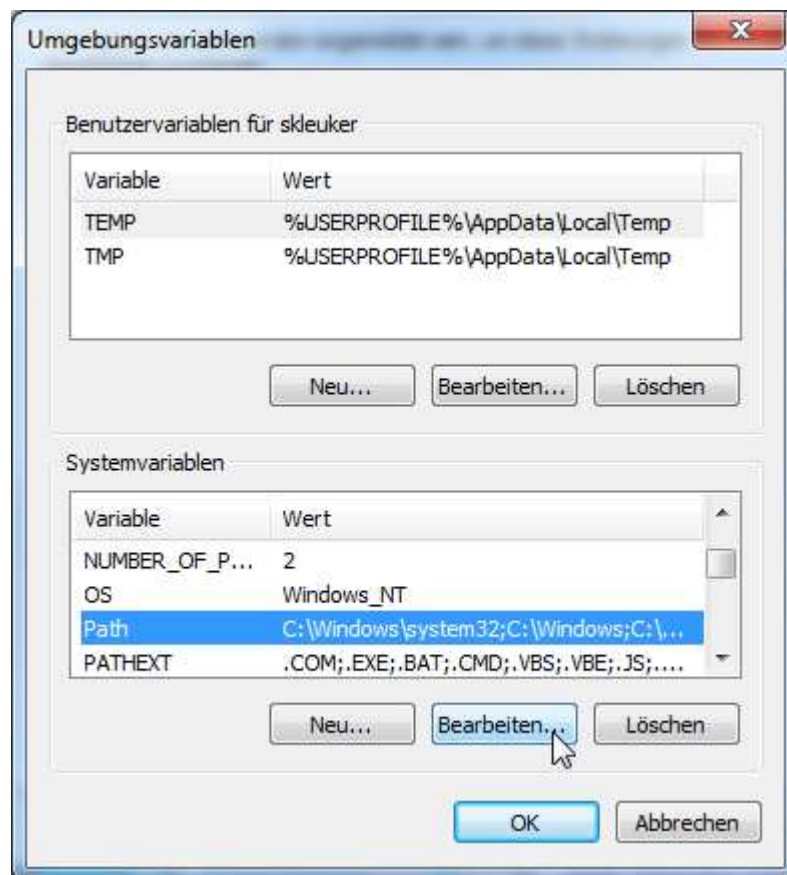 Umgebungsvariablen
Benutzervariablen für skleuker
Variable Wert
TEMP %USERPROFILE%\AppData\Local\Temp
TMP %USERPROFILE%\AppData\Local\Temp
Neu... Bearbeiten... Löschen
Systemvariablen
Variable Wert
NUMBER_OF_P... 2
OS Windows_NT
Path C:\Windows\system32;C:\Windows;C:\...
PATHEXT .COM;.EXE;.BAT;.CMD;.VBS;.VBE;.JS;....
Neu... Bearbeiten... Löschen
OK Abbrechen